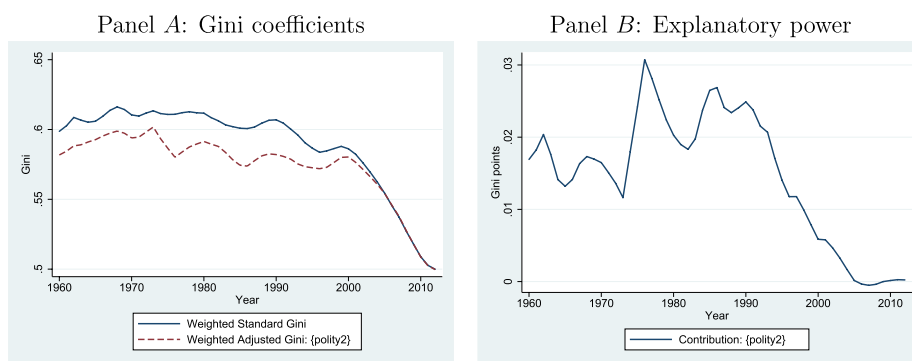 Panel A: Gini coefficients
.65
.6
.55
.5
Gini
1960 1970 1980 1990 2000 2010
Year
Weighted Standard Gini
Weighted Adjusted Gini: {polity2}
Panel B: Explanatory power
.03
.02
.01
0
Gini points
1960 1970 1980 1990 2000 2010
Year
Contribution: {polity2}